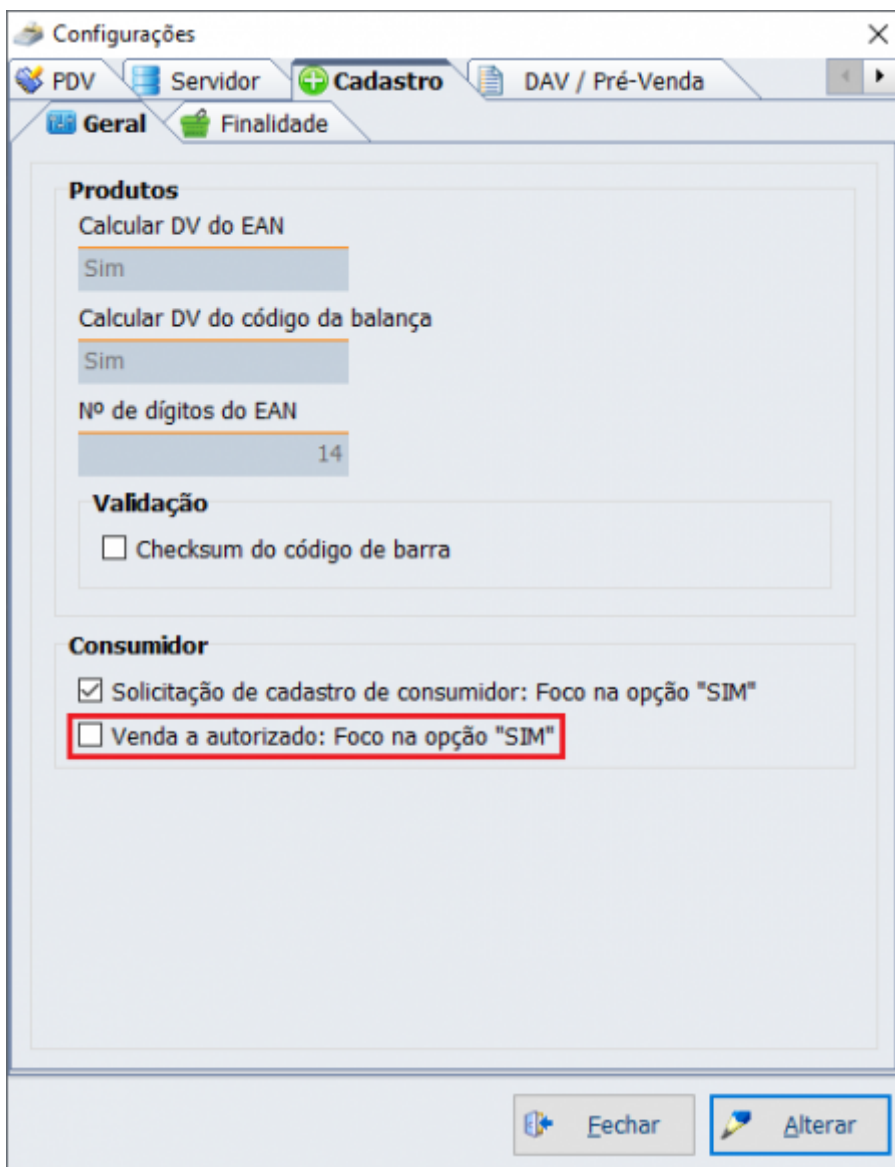 Configurações
PDV Servidor Cadastro DAV / Pré-Venda
Geral Finalidade
Produtos
Calcular DV do EAN
Sim
Calcular DV do código da balança
Sim
Nº de dígitos do EAN
14
Validação
Checksum do código de barra
Consumidor
Solicitação de cadastro de consumidor: Foco na opção "SIM"
Venda a autorizado: Foco na opção "SIM"
Fechar Alterar